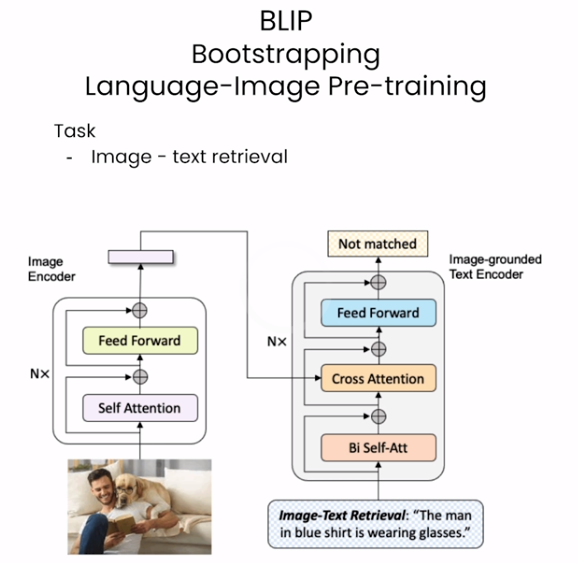 BLIP
Bootstrapping
Language-Image Pre-training
Task
- Image - text retrieval
Image
Encoder
Feed Forward
N×
Self Attention
Not matched
Image-grounded
Text Encoder
Feed Forward
N×
Cross Attention
Bi Self-Att
Image-Text Retrieval: “The man
in blue shirt is wearing glasses.”